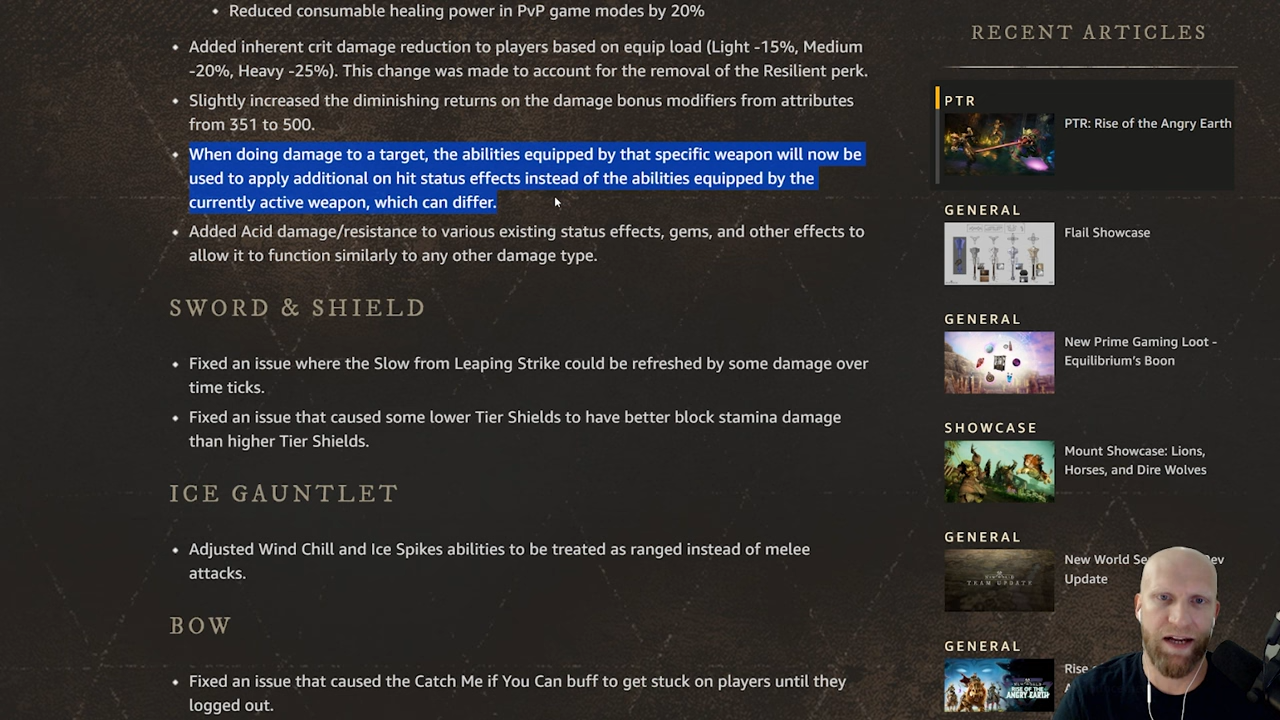 Reduced consumable healing power in PvP game modes by 20%
Added inherent crit damage reduction to players based on equip load (Light -15%, Medium
-20%, Heavy -25%). This change was made to account for the removal of the Resilient perk.
Slightly increased the diminishing returns on the damage bonus modifiers from attributes
from 351 to 500.
When doing damage to a target, the abilities equipped by that specific weapon will now be
used to apply additional on hit status effects instead of the abilities equipped by the
currently active weapon, which can differ.
Added Acid damage/resistance to various existing status effects, gems, and other effects to
allow it to function similarly to any other damage type.
SWORD & SHIELD
Fixed an issue where the Slow from Leaping Strike could be refreshed by some damage over
time ticks.
Fixed an issue that caused some lower Tier Shields to have better block stamina damage
than higher Tier Shields.
ICE GAUNTLET
Adjusted Wind Chill and Ice Spikes abilities to be treated as ranged instead of melee
attacks.
BOW
Fixed an issue that caused the Catch Me if You Can buff to get stuck on players until they
logged out.
RECENT ARTICLES
PTR
PTR: Rise of the Angry Earth
GENERAL
Flail Showcase
GENERAL
New Prime Gaming Loot -
Equilibrium's Boon
SHOWCASE
Mount Showcase: Lions,
Horses, and Dire Wolves
GENERAL
New World
Update
TEAM UPDATE
GENERAL
RISE OF THE
ANGRY EARTH